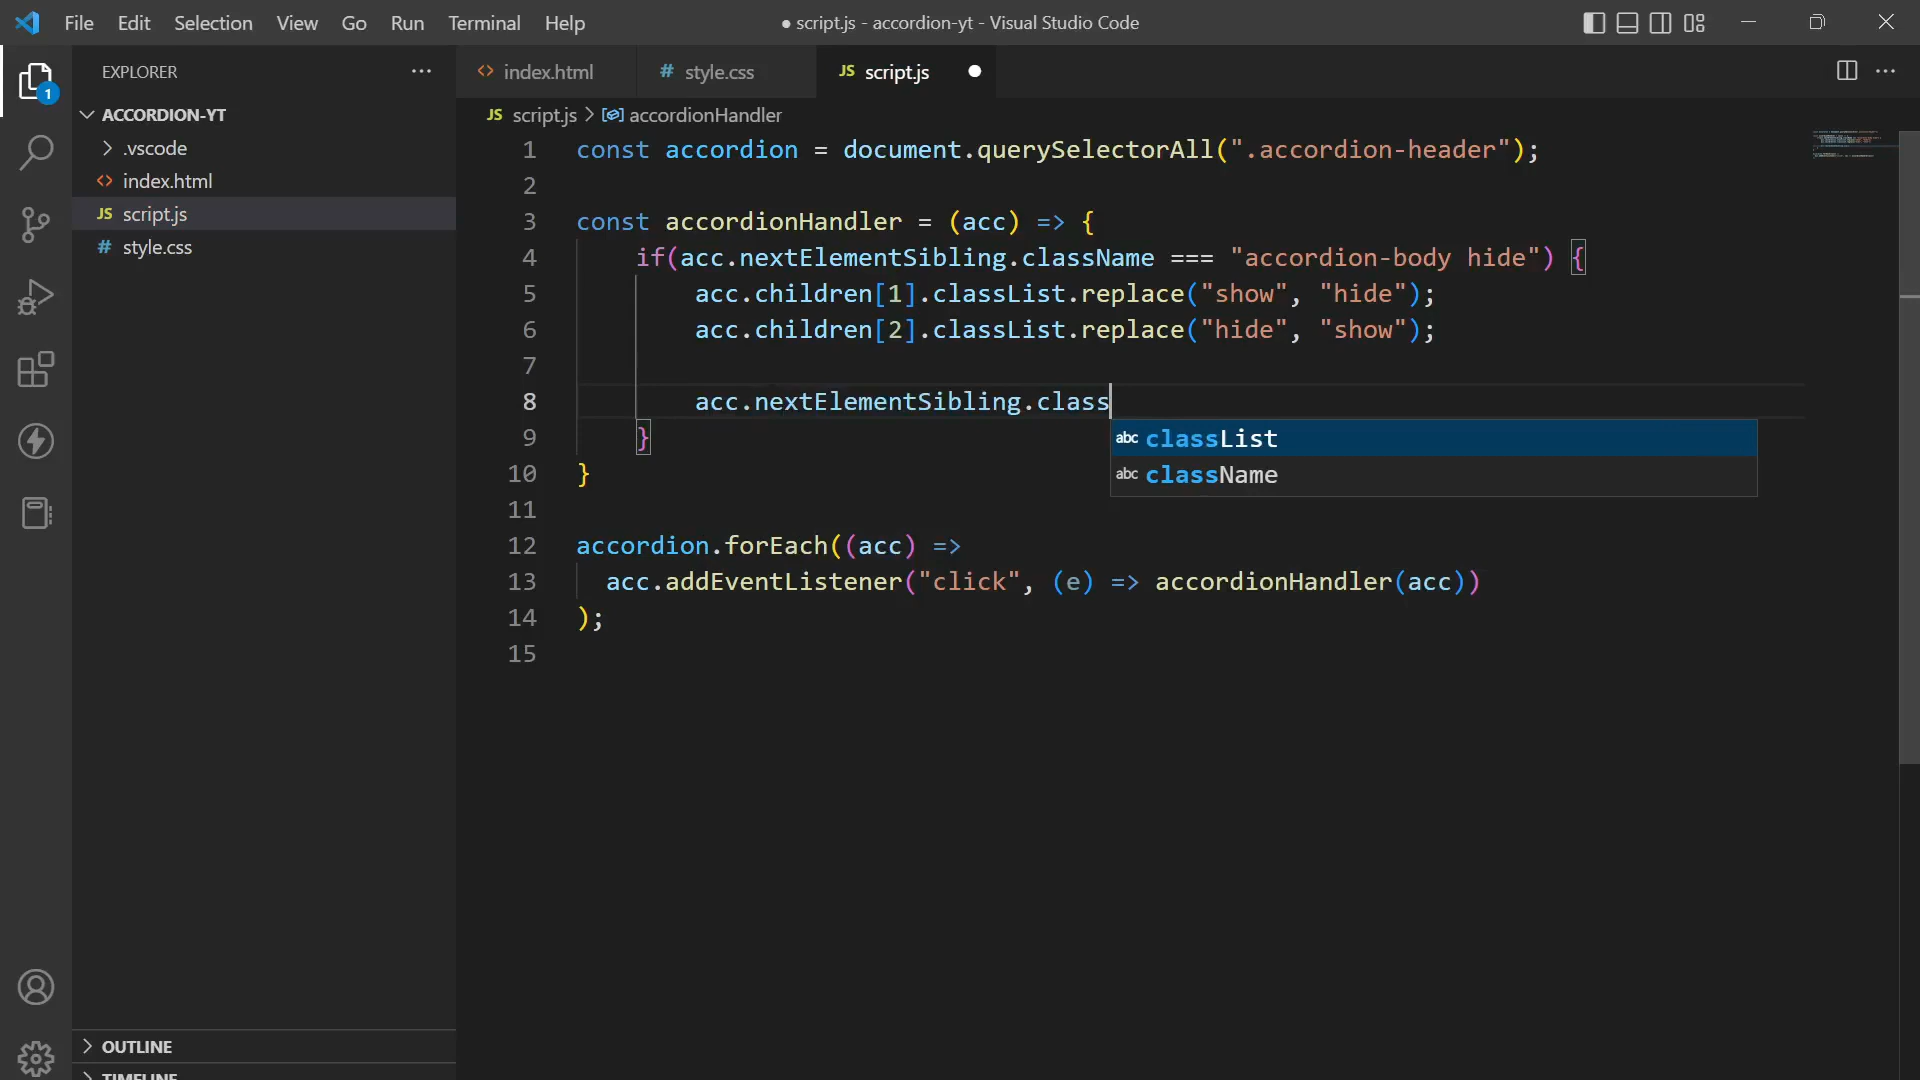 File Edit Selection View Go Run Terminal Help
● script.js - accordion-yt - Visual Studio Code
1
EXPLORER
ACCORDION-YT
.vscode
<> index.html
JS script.js
# style.css
OUTLINE
TIMELINE
<> index.html
# style.css
JS script.js
JS script.js > accordionHandler
1 const accordion = document.querySelectorAll(".accordion-header");
2
3 const accordionHandler = (acc) => {
4 if(acc.nextElementSibling.className === "accordion-body hide") {
5 acc.children[1].classList.replace("show", "hide");
6 acc.children[2].classList.replace("hide", "show");
7
8 acc.nextElementSibling.class
abc classList
abc className
9 }
10 }
11
12 accordion.forEach((acc) =>
13 acc.addEventListener("click", (e) => accordionHandler(acc))
14 );
15